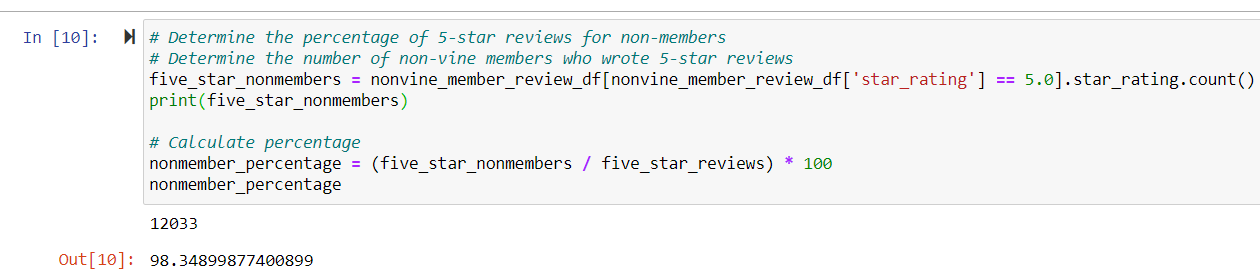 In [10]:
# Determine the percentage of 5-star reviews for non-members
# Determine the number of non-vine members who wrote 5-star reviews
five_star_nonmembers = nonvine_member_review_df[nonvine_member_review_df['star_rating'] == 5.0].star_rating.count()
print(five_star_nonmembers)

# Calculate percentage
nonmember_percentage = (five_star_nonmembers / five_star_reviews) * 100
nonmember_percentage
12033
Out[10]: 98.34899877400899